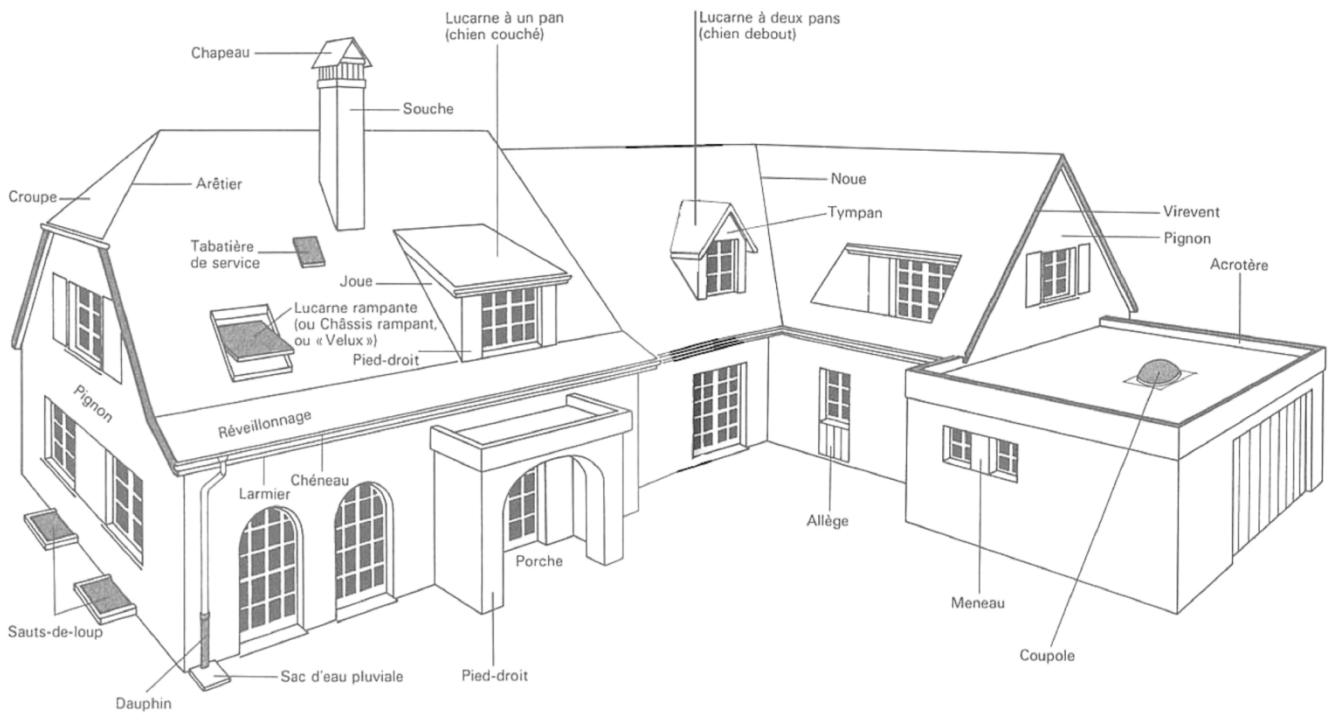 Lucarne à un pan
(chien couché)
Lucarne à deux pans
(chien debout)
Chapeau
Souche
Croupe
Arêtier
Noue
Tympan
Virevent
Pignon
Acrotère
Tabatière
de service
Joue
Lucarne rampante
(ou Châssis rampant,
ou « Velux »)
Pied-droit
Pignon
Réveillonnage
Chéneau
Larmier
Allège
Porche
Meneau
Sauts-de-loup
Coupole
Sac d'eau pluviale
Pied-droit
Dauphin